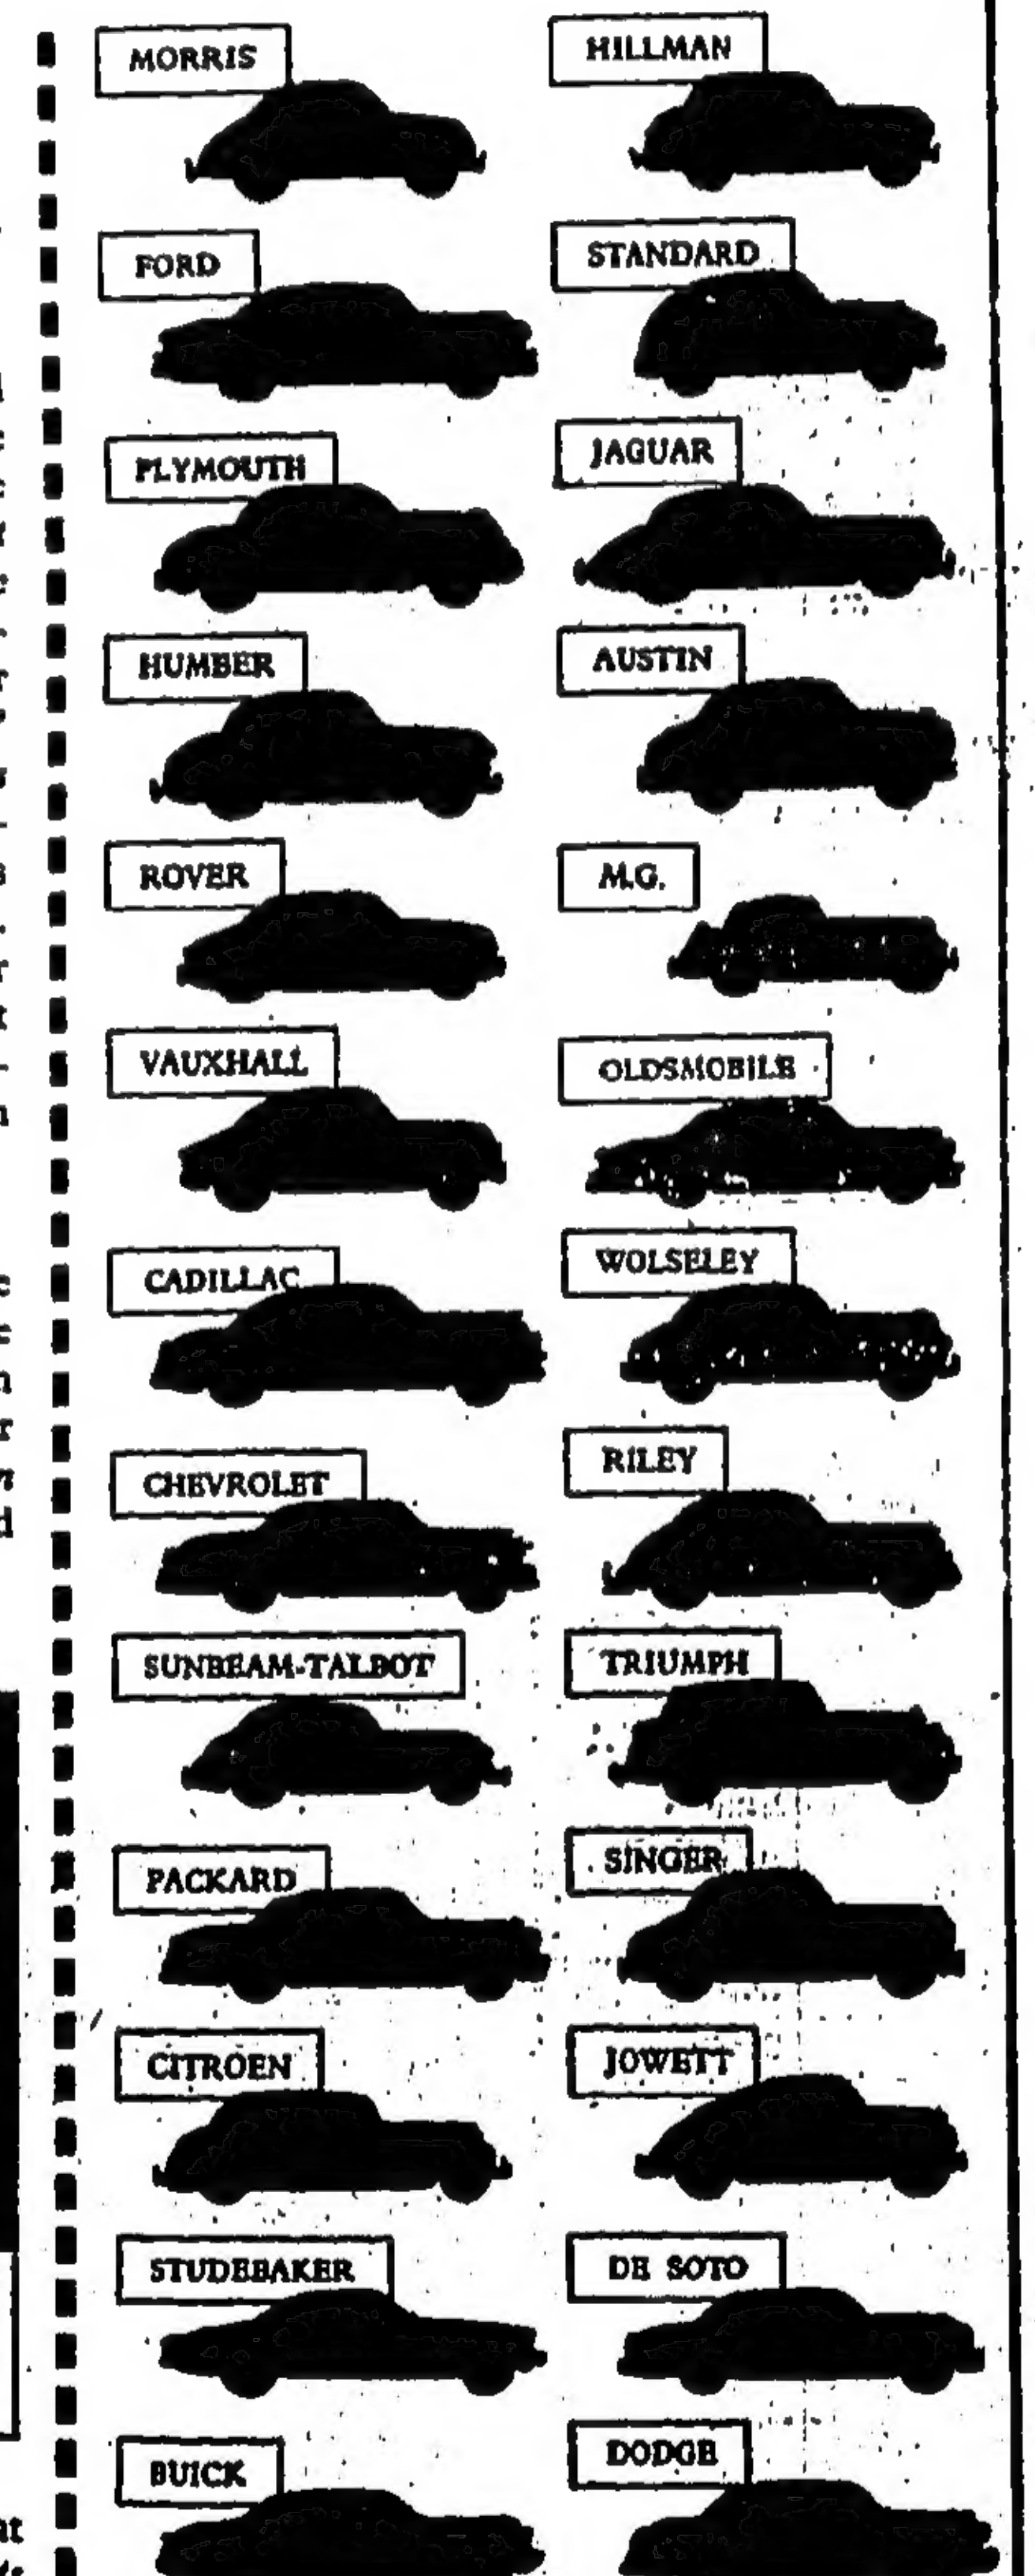 MORRIS
HILLMAN
FORD
STANDARD
PLYMOUTH
JAGUAR
HUMBER
AUSTIN
ROVER
M.G.
VAUXHALL
OLDSMOBILE
CADILLAC
WOLSELEY
CHEVROLET
RILEY
SUNBEAM-TALBOT
TRIUMPH
PACKARD
SINGER
CITROEN
JOWETT
STUDEBAKER
DE SOTO
BUICK
DODGE